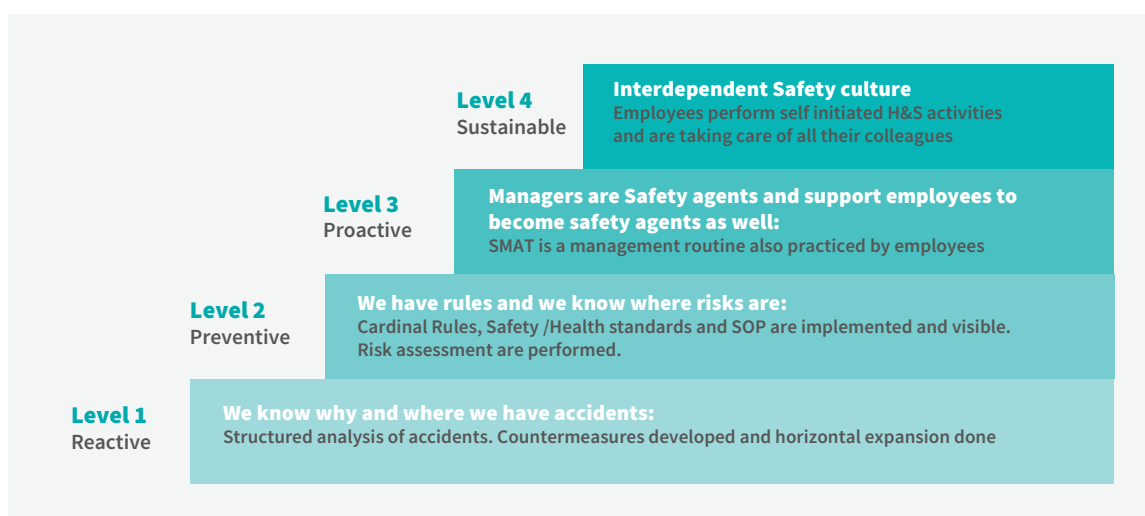 Level 4
Sustainable
Interdependent Safety culture
Employees perform self initiated H&S activities
and are taking care of all their colleagues
Level 3
Proactive
Managers are Safety agents and support employees to
become safety agents as well:
SMAT is a management routine also practiced by employees
Level 2
Preventive
We have rules and we know where risks are:
Cardinal Rules, Safety /Health standards and SOP are implemented and visible.
Risk assessment are performed.
Level 1
Reactive
We know why and where we have accidents:
Structured analysis of accidents. Countermeasures developed and horizontal expansion done